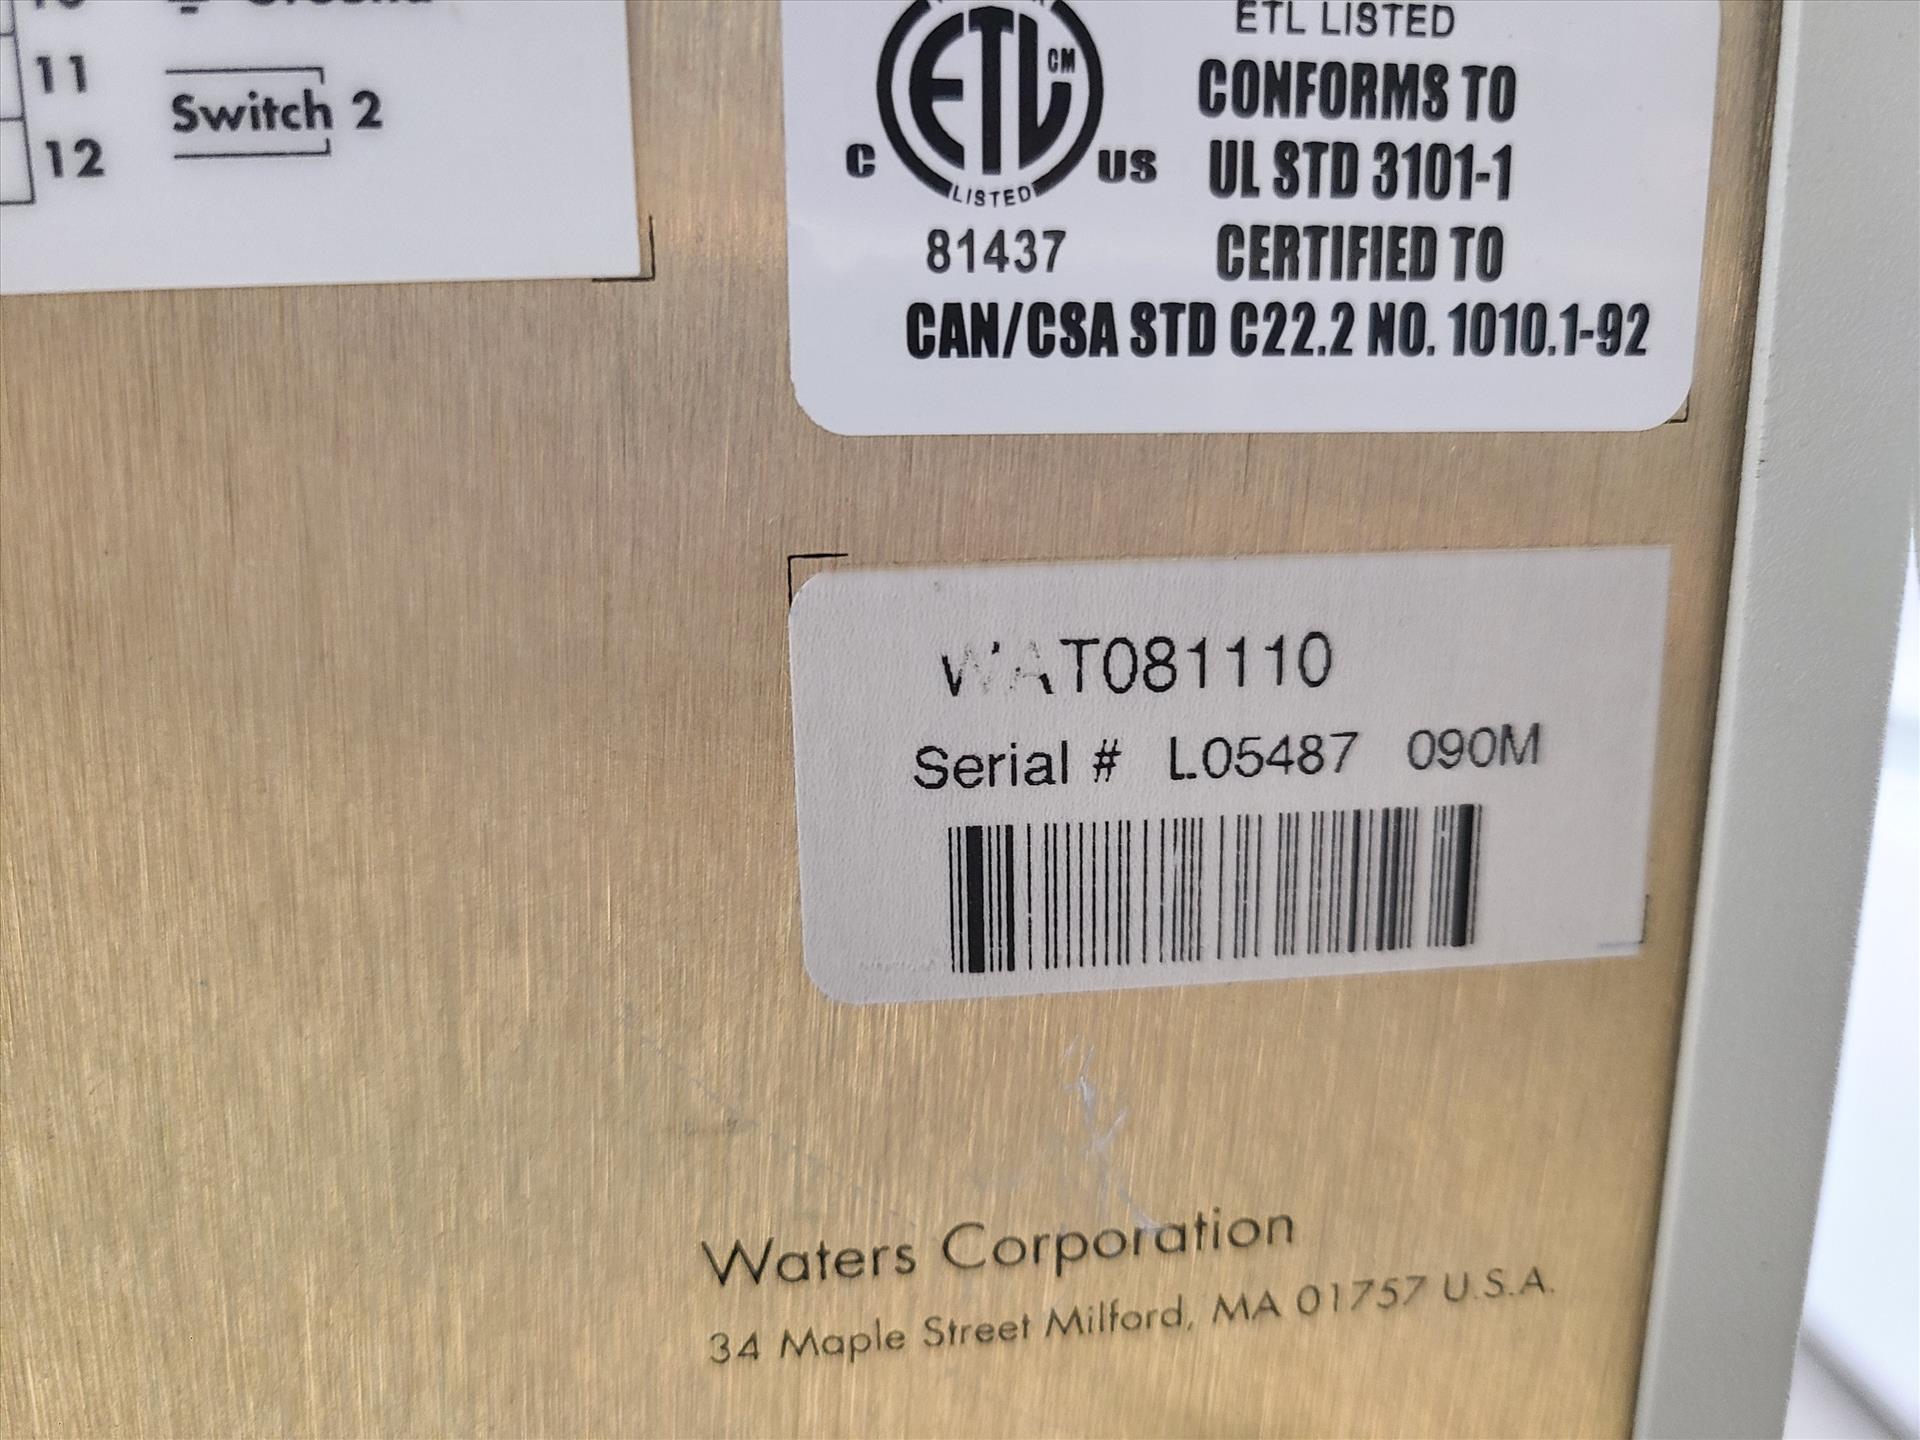 11
Switch 2
12
ETL LISTED
CONFORMS TO
UL STD 3101-1
CERTIFIED TO
CAN/CSA STD C22.2 NO. 1010.1-92
ETL CM
LISTED
C US
81437
WAT081110
Serial # L05487 090M
Waters Corporation
34 Maple Street Milford, MA 01757 U.S.A.